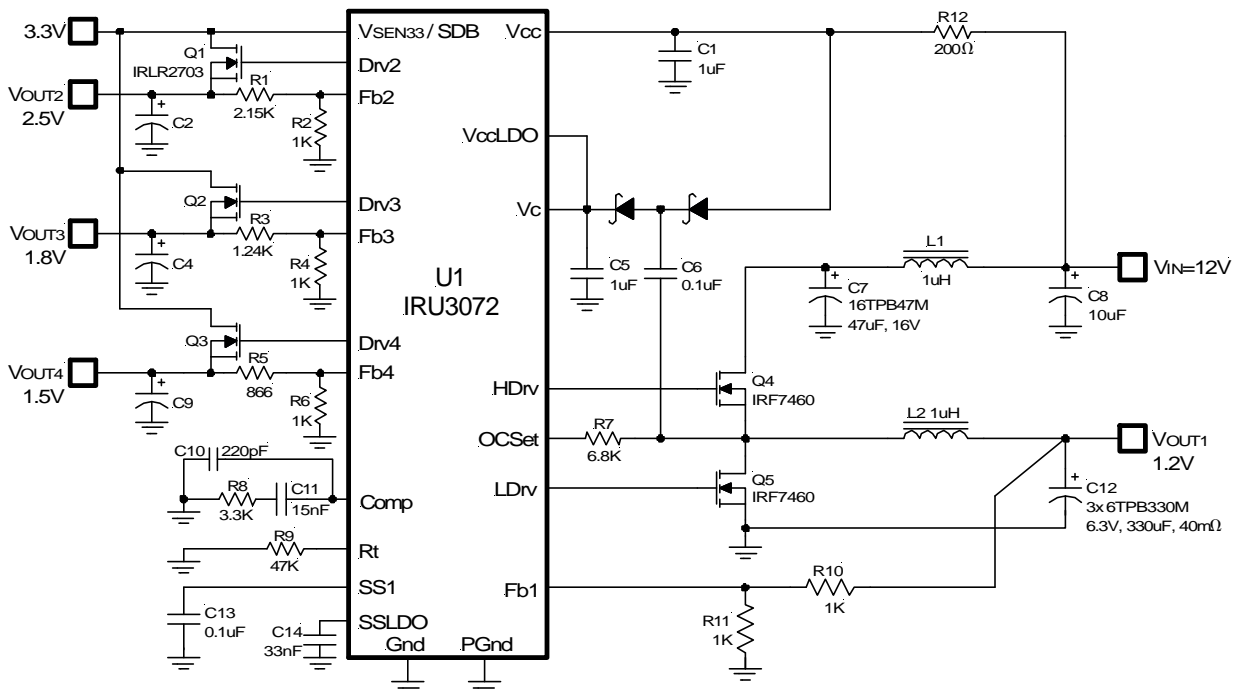 3.3V
VSEN33 / SDB
Vcc
R12
200Ω
Q1
IRLR2703
Drv2
C1
1uF
VOUT2
2.5V
R1
2.15K
Fb2
C2
R2
1K
VccLDO
Q2
Drv3
Vc
VOUT3
1.8V
R3
1.24K
Fb3
C4
R4
1K
U1
IRU3072
C5
1uF
C6
0.1uF
L1
1uH
VIN=12V
C7
16TPB47M
47uF, 16V
C8
10uF
Q3
Drv4
VOUT4
1.5V
R5
866
Fb4
C9
R6
1K
HDrv
Q4
IRF7460
OCSet
R7
6.8K
L2 1uH
VOUT1
1.2V
C10
220pF
R8
3.3K
C11
15nF
Comp
LDrv
Q5
IRF7460
C12
3x 6TPB330M
6.3V, 330uF, 40mΩ
R9
47K
Rt
SS1
Fb1
R10
1K
C13
0.1uF
SSLDO
C14
33nF
R11
1K
Gnd
PGnd